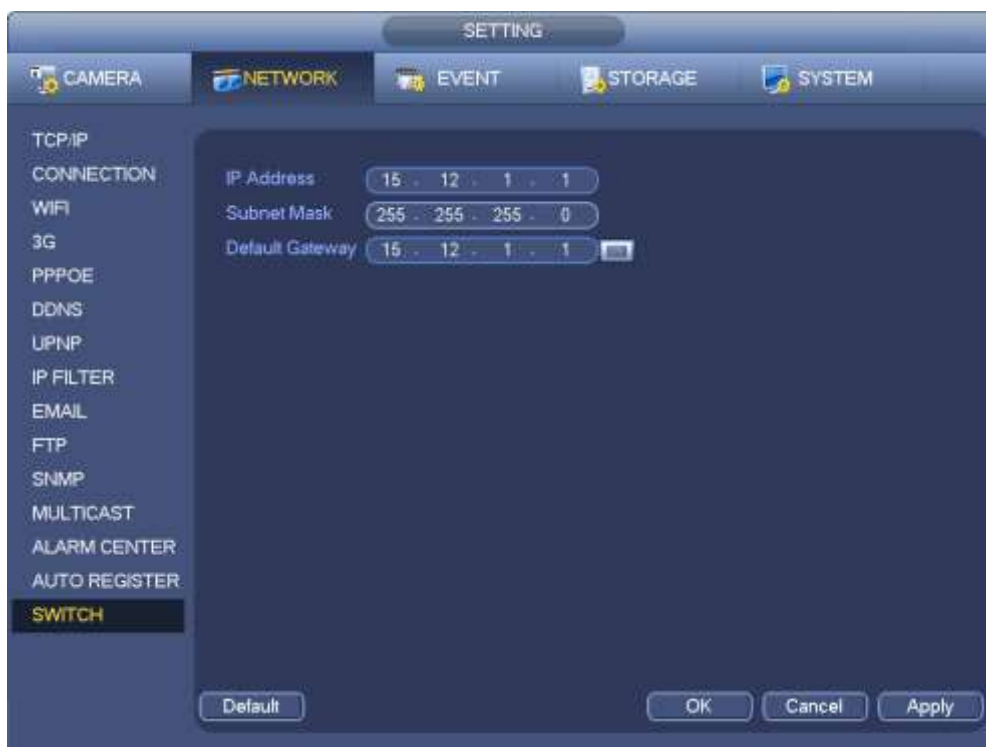 SETTING
CAMERA NETWORK EVENT STORAGE SYSTEM
TCP/IP
CONNECTION
WIFI
3G
PPPOE
DDNS
UPNP
IP FILTER
EMAIL
FTP
SNMP
MULTICAST
ALARM CENTER
AUTO REGISTER
SWITCH
IP Address 15 . 12 . 1 . 1
Subnet Mask 255 . 255 . 255 . 0
Default Gateway 15 . 12 . 1 . 1
Default OK Cancel Apply